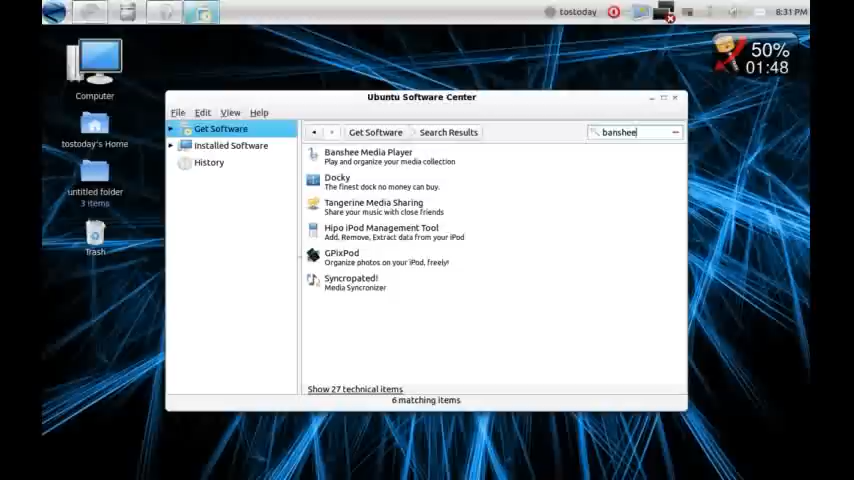 tostoday
8:31 PM
50%
01:48
Computer
tostoday's Home
untitled folder
3 items
Trash
Ubuntu Software Center
File Edit View Help
Get Software
Installed Software
History
Get Software Search Results banshee
Banshee Media Player
Play and organize your media collection
Docky
The finest dock no money can buy.
Tangerine Media Sharing
Share your music with close friends
Hipo iPod Management Tool
Add, Remove, Extract data from your iPod
GPixPod
Organize photos on your iPod, freely!
Syncropated!
Media Syncronizer
Show 27 technical items
6 matching items